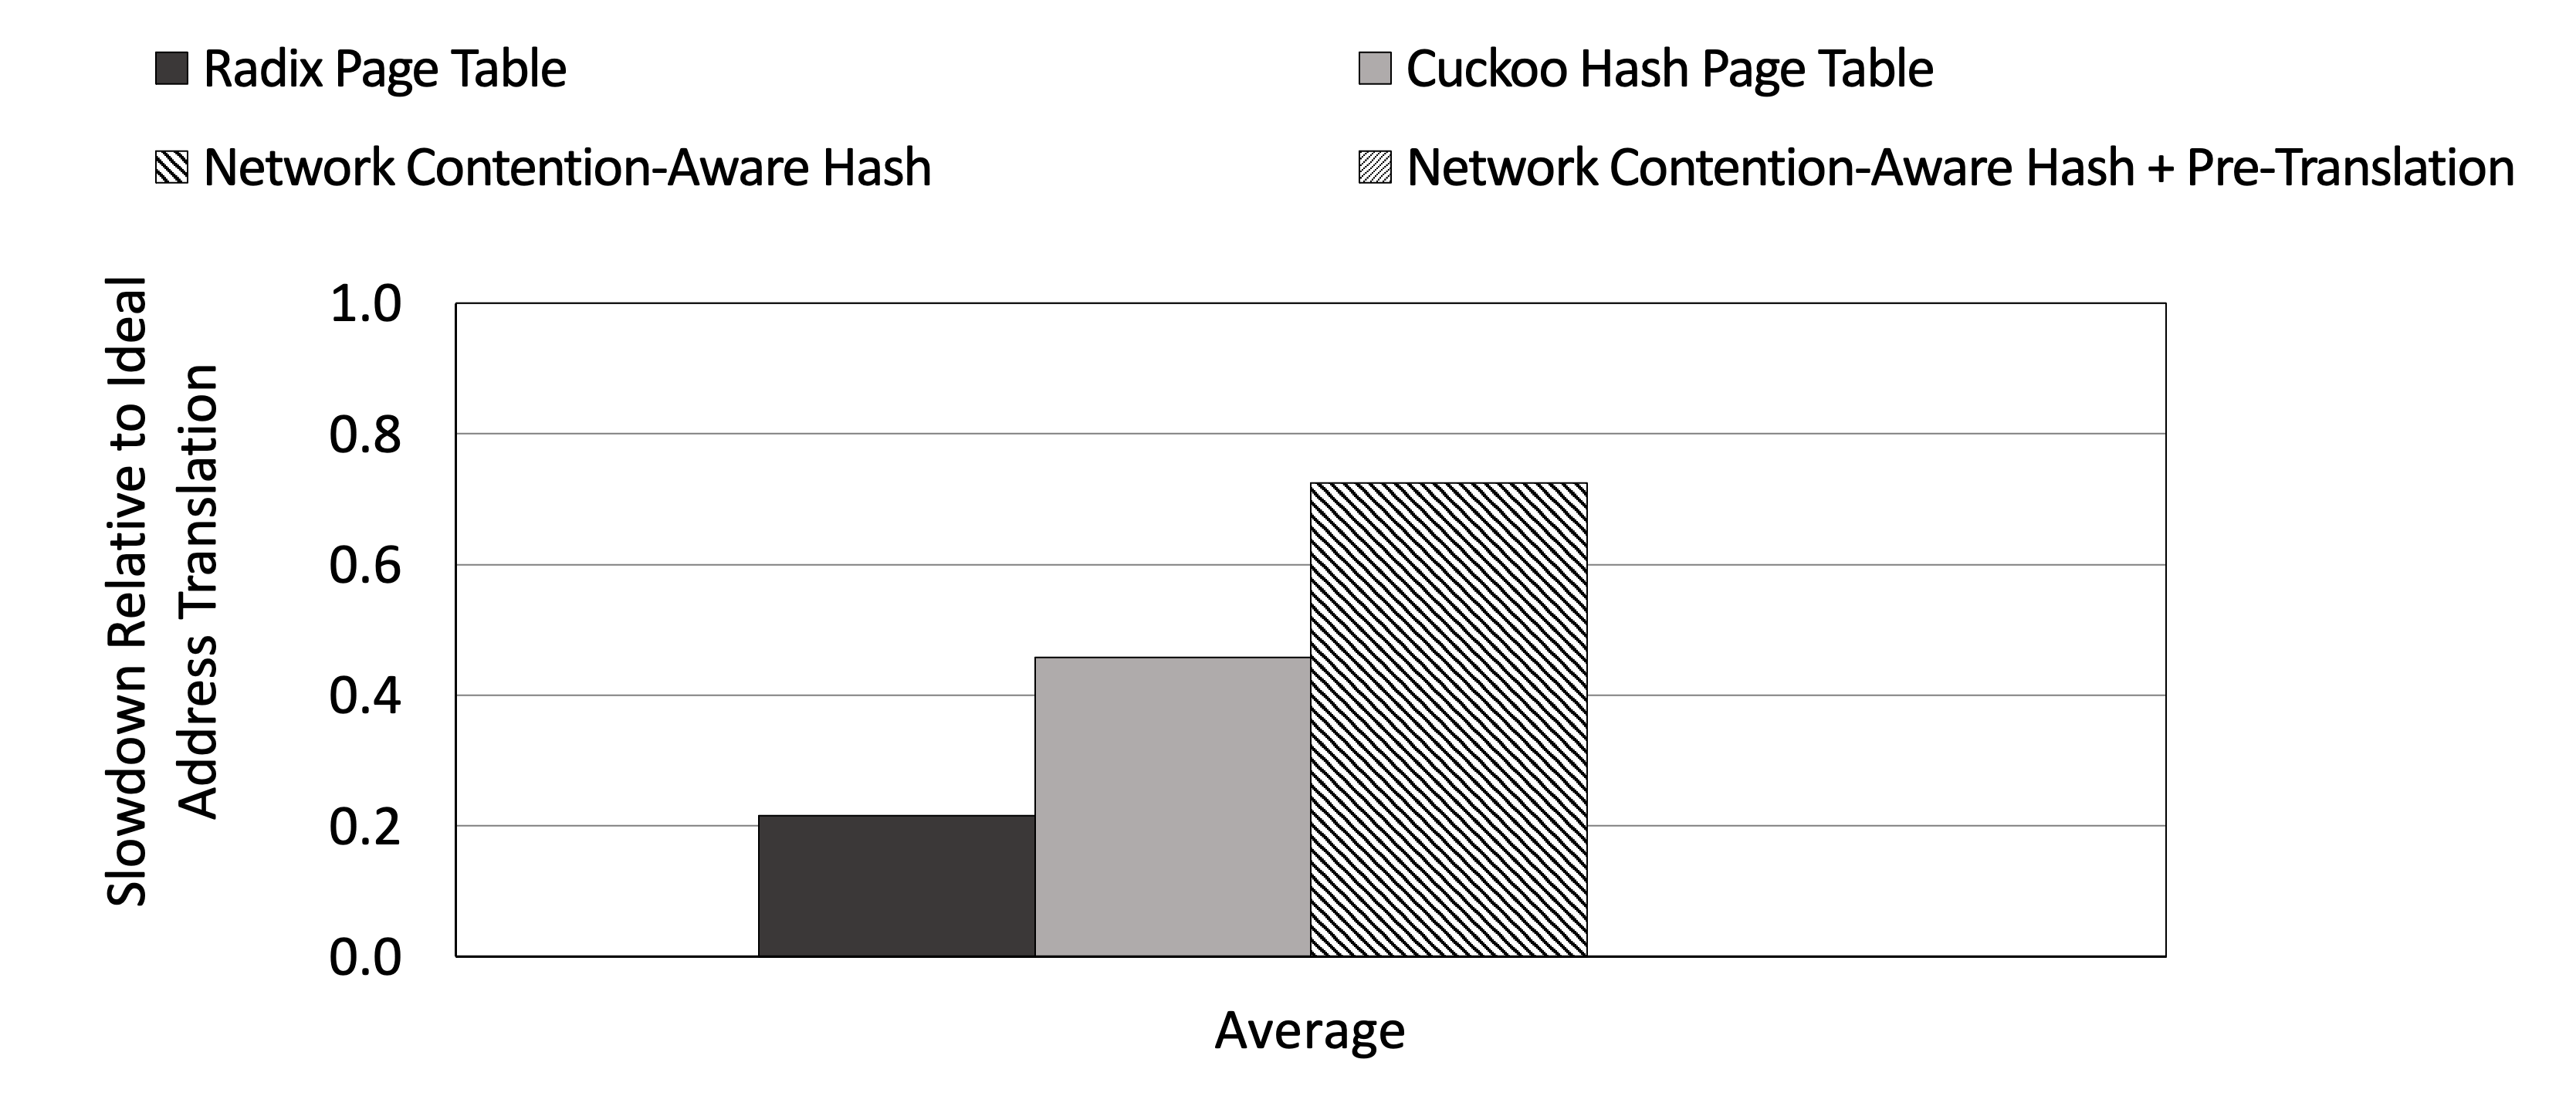 Radix Page Table
Cuckoo Hash Page Table
Network Contention-Aware Hash
Network Contention-Aware Hash + Pre-Translation
Slowdown Relative to Ideal
Address Translation
1.0
0.8
0.6
0.4
0.2
0.0
Average